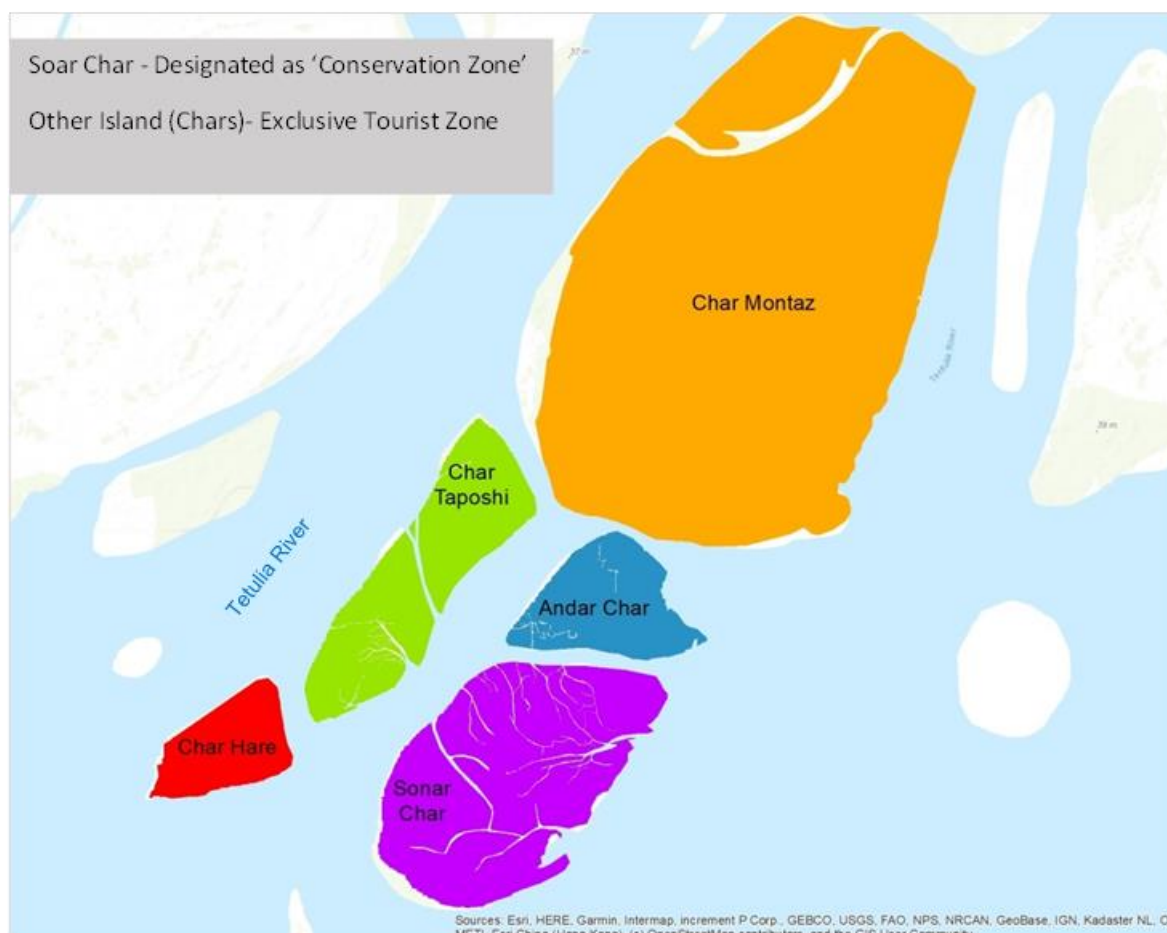 Soar Char - Designated as ‘Conservation Zone’
Other Island (Chars)- Exclusive Tourist Zone
Char Montaz
Char
Taposhi
Tetulia River
Andar Char
Char Hare
Sonar
Char
Sources: Esri, HERE, Garmin, Intermap, increment P Corp., GEBCO, USGS, FAO, NPS, NRCAN, GeoBase, IGN, Kadaster NL,